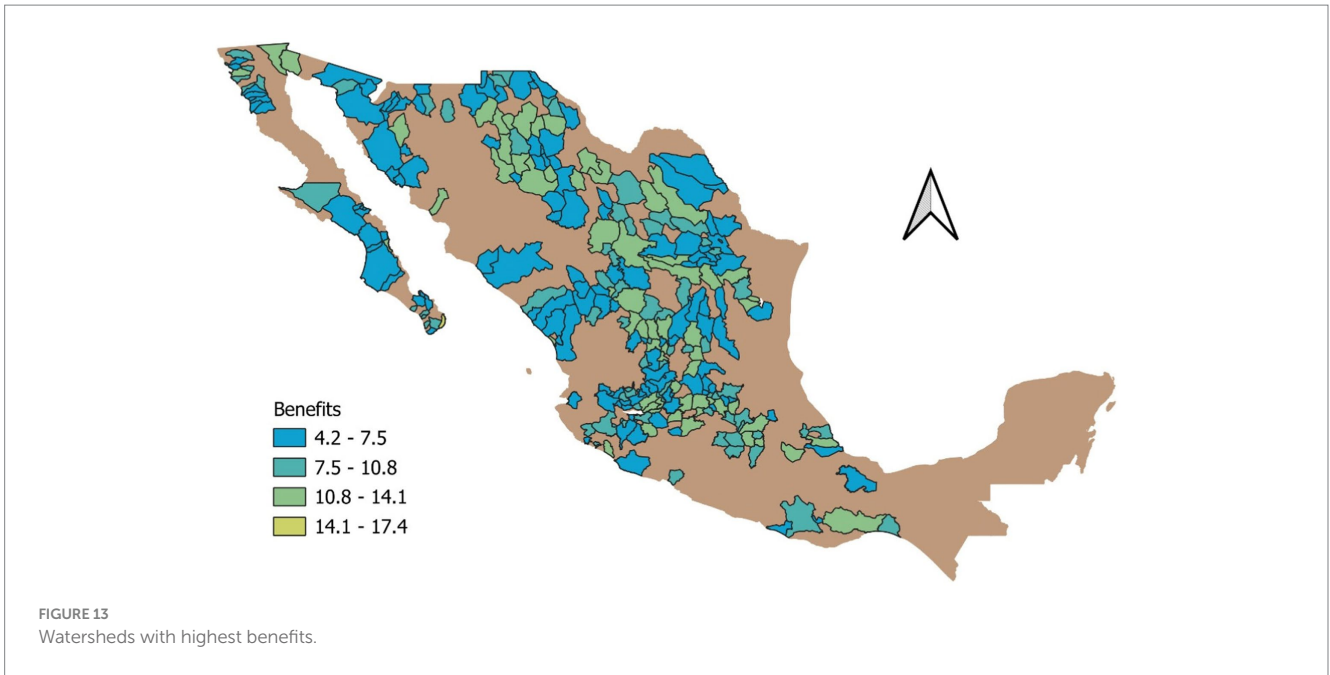 Benefits
4.2 - 7.5
7.5 - 10.8
10.8 - 14.1
14.1 - 17.4
FIGURE 13
Watersheds with highest benefits.